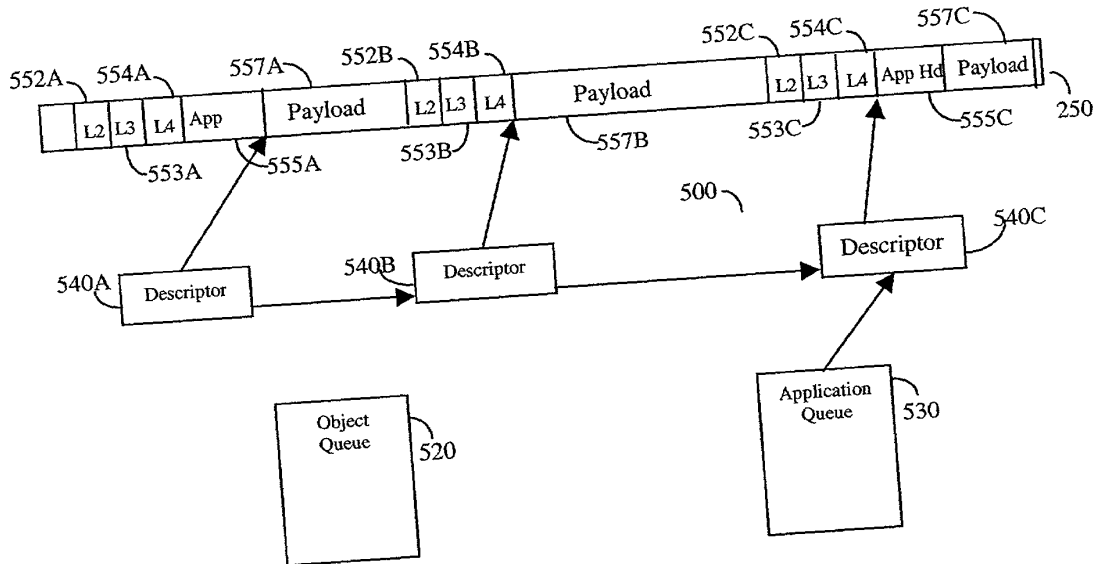 552A 554A 557A 552B 554B 552C 554C 557C
L2 L3 L4 App Payload L2 L3 L4 Payload L2 L3 L4 App Hd Payload
553A 555A 553B 557B 553C 555C 250
500
540A Descriptor 540B Descriptor Descriptor 540C
Object
Queue
520
Application
Queue
530